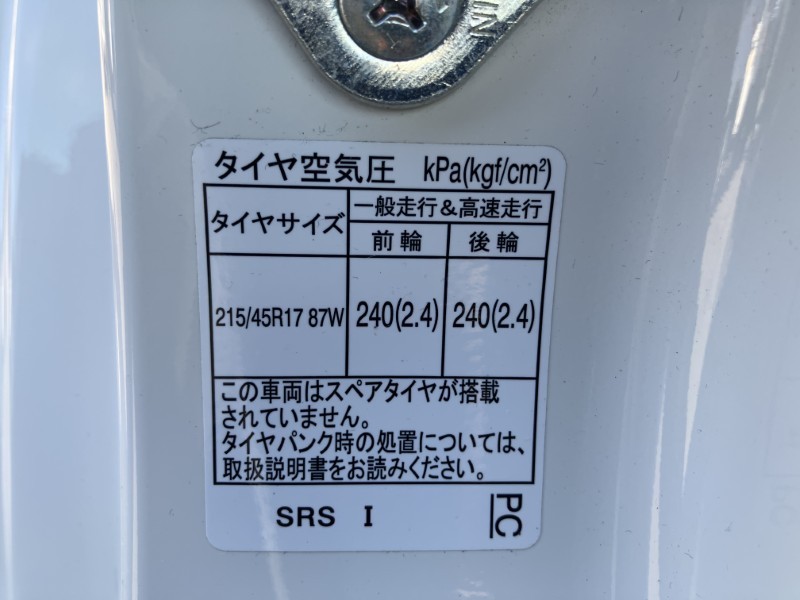 タイヤ空気圧 kPa(kgf/cm²)
タイヤサイズ
一般走行&高速走行
前輪 後輪
215/45R17 87W 240(2.4) 240(2.4)
この車両はスペアタイヤが搭載
されていません。
タイヤパンク時の処置については、
取扱説明書をお読みください。
SRS I
PC